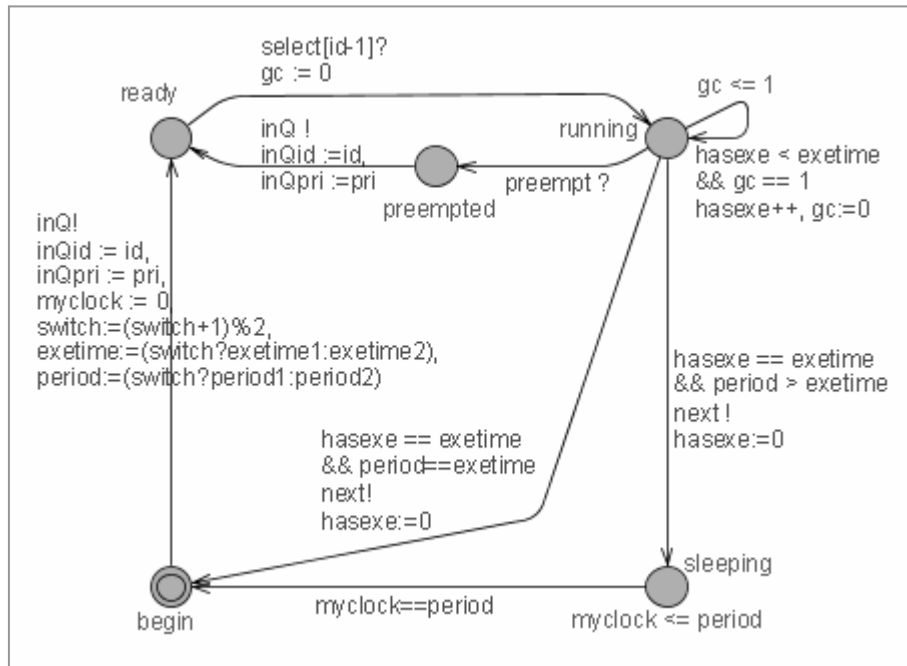 select[id-1]?
gc := 0
ready
gc <= 1
inQ !
inQid :=id,
inQpri :=pri
running
preempt ?
preempted
hasexe < exetime
&& gc == 1
hasexe++, gc:=0
inQ!
inQid := id,
inQpri := pri,
myclock := 0
switch:=(switch+1)%2,
exetime:=(switch?exetime1:exetime2),
period:=(switch?period1:period2)
hasexe == exetime
&& period > exetime
next !
hasexe:=0
hasexe == exetime
&& period==exetime
next!
hasexe:=0
sleeping
myclock==period
begin
myclock <= period